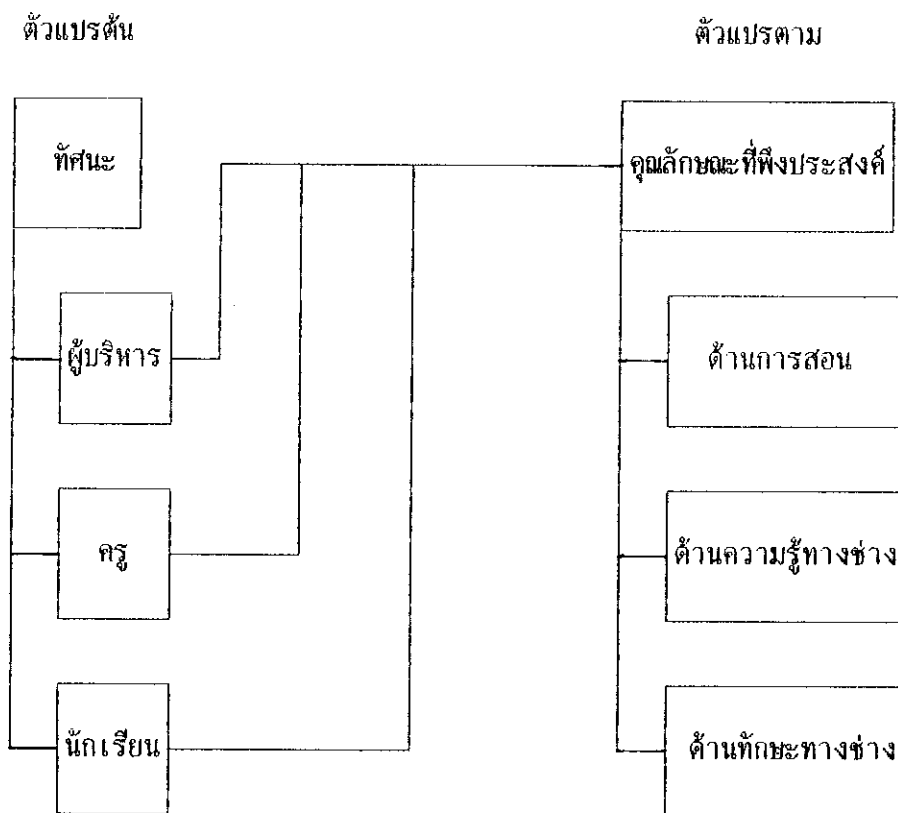 ตัวแปรต้น
ตัวแปรตาม
ทัศนะ
คุณลักษณะที่พึงประสงค์
ผู้บริหาร
ด้านการสอน
ครู
ด้านความรู้ทางช่าง
นักเรียน
ด้านทักษะทางช่าง